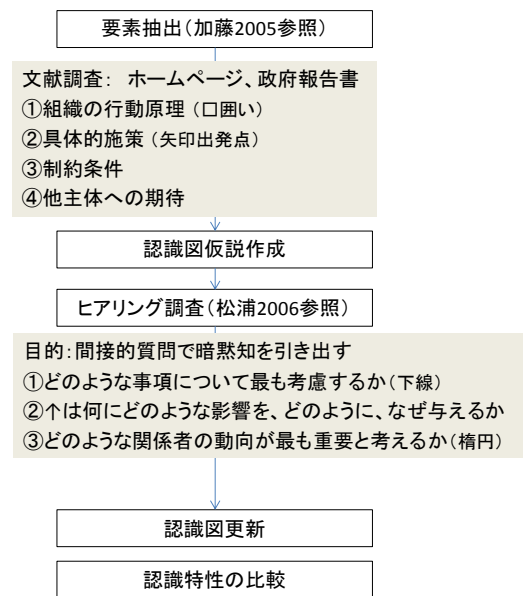 要素抽出（加藤2005参照）
文献調査： ホームページ、政府報告書
①組織の行動原理（口囲い）
②具体的施策（矢印出発点）
③制約条件
④他主体への期待
認識図仮説作成
ヒアリング調査（松浦2006参照）
目的：間接的質問で暗黙知を引き出す
①どのような事項について最も考慮するか（下線）
②↑は何にどのような影響を、どのように、なぜ与えるか
③どのような関係者の動向が最も重要と考えるか（楕円）
認識図更新
認識特性の比較